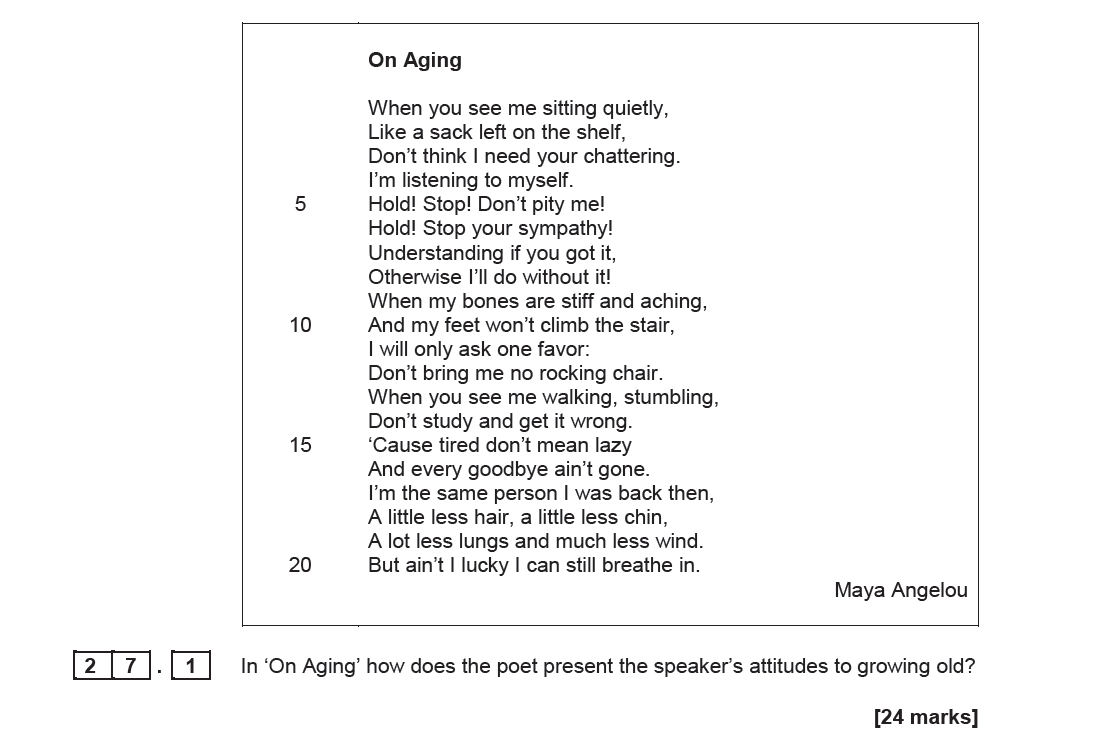 On Aging
When you see me sitting quietly,
Like a sack left on the shelf,
Don’t think I need your chattering.
I’m listening to myself.
5 Hold! Stop! Don’t pity me!
Hold! Stop your sympathy!
Understanding if you got it,
Otherwise I’ll do without it!
When my bones are stiff and aching,
10 And my feet won’t climb the stair,
I will only ask one favor:
Don’t bring me no rocking chair.
When you see me walking, stumbling,
Don’t study and get it wrong.
15 ‘Cause tired don’t mean lazy
And every goodbye ain’t gone.
I’m the same person I was back then,
A little less hair, a little less chin,
A lot less lungs and much less wind.
20 But ain’t I lucky I can still breathe in.
Maya Angelou
2 7 . 1 In ‘On Aging’ how does the poet present the speaker’s attitudes to growing old?
[24 marks]